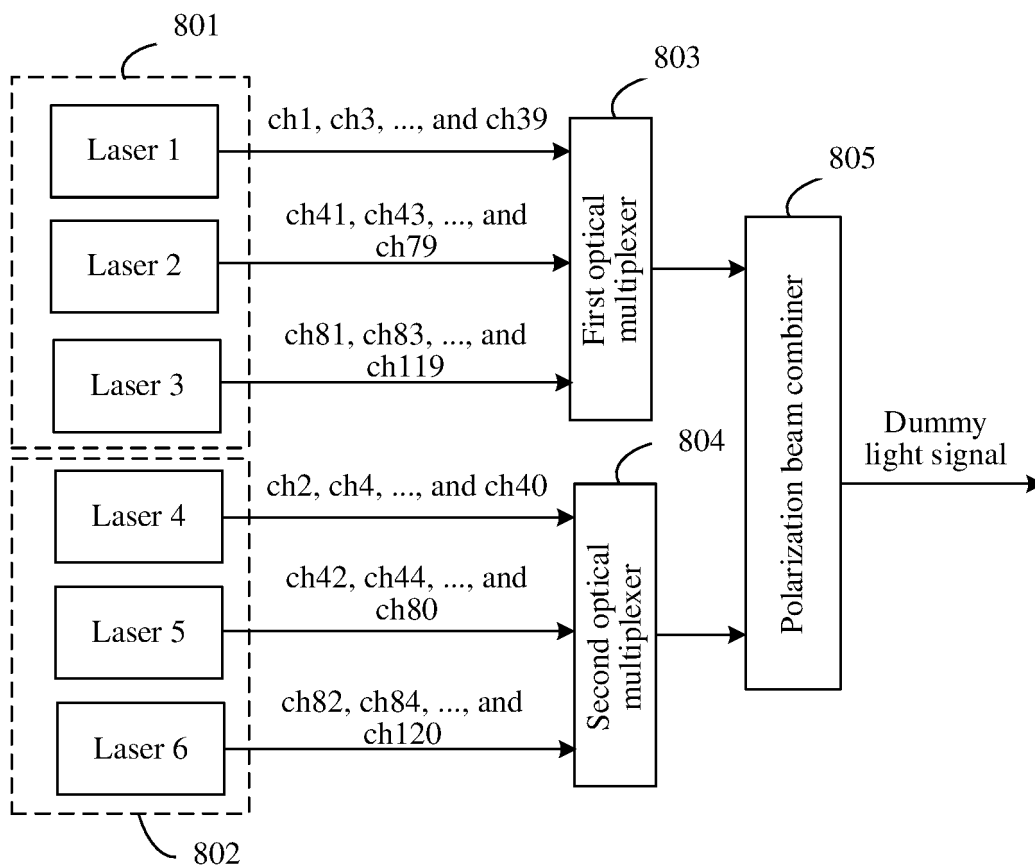 801
803
805
Laser 1
ch1, ch3, ..., and ch39
Laser 2
ch41, ch43, ..., and
ch79
Laser 3
ch81, ch83, ..., and
ch119
First optical
multiplexer
Polarization beam combiner
Dummy
light signal
804
Laser 4
ch2, ch4, ..., and ch40
Laser 5
ch42, ch44, ..., and
ch80
Laser 6
ch82, ch84, ..., and
ch120
Second optical
multiplexer
802